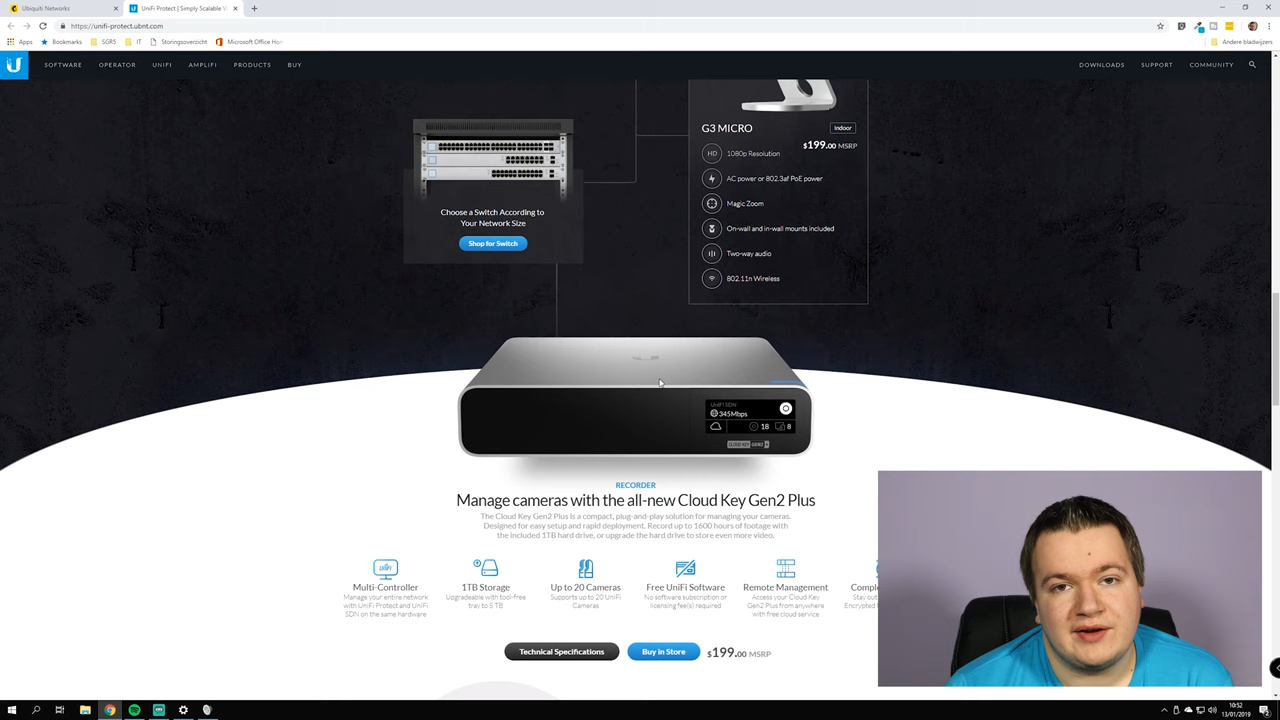 Ubiquiti Networks
UniFi Protect | Simply Scalable V
https://unifi-protect.ubnt.com
Apps
Bookmarks
SGR5
IT
Storingsoverzicht
Microsoft Office Ho
Andere bladwijzers
SOFTWARE
OPERATOR
UNIFI
AMPLIFI
PRODUCTS
BUY
DOWNLOADS
SUPPORT
COMMUNITY
Choose a Switch According to
Your Network Size
Shop for Switch
G3 MICRO
Indoor
$199.00 MSRP
HD 1080p Resolution
AC power or 802.3af PoE power
Magic Zoom
On-wall and in-wall mounts included
Two-way audio
802.11n Wireless
UniFi SDN
345Mbps
18 8
CLOUD KEY GEN2
RECORDER
Manage cameras with the all-new Cloud Key Gen2 Plus
The Cloud Key Gen2 Plus is a compact, plug-and-play solution for managing your cameras.
Designed for easy setup and rapid deployment. Record up to 1600 hours of footage with
the included 1TB hard drive, or upgrade the hard drive to store even more video.
UniFi
Multi-Controller
Manage your entire network
with UniFi Protect and UniFi
SDN on the same hardware
1TB Storage
Upgradeable with tool-free
tray to 5 TB
Up to 20 Cameras
Supports up to 20 UniFi
Cameras
Free UniFi Software
No software subscription or
licensing fee(s) required
Remote Management
Access your Cloud Key
Gen2 Plus from anywhere
with free cloud service
Comple
Stay out
Encrypted
Technical Specifications
Buy in Store
$199.00 MSRP
10:52
13/01/2019